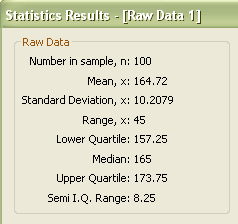 Statistics Results - [Raw Data 1]
Raw Data
Number in sample, n: 100
Mean, x: 164.72
Standard Deviation, x: 10.2079
Range, x: 45
Lower Quartile: 157.25
Median: 165
Upper Quartile: 173.75
Semi I.Q. Range: 8.25